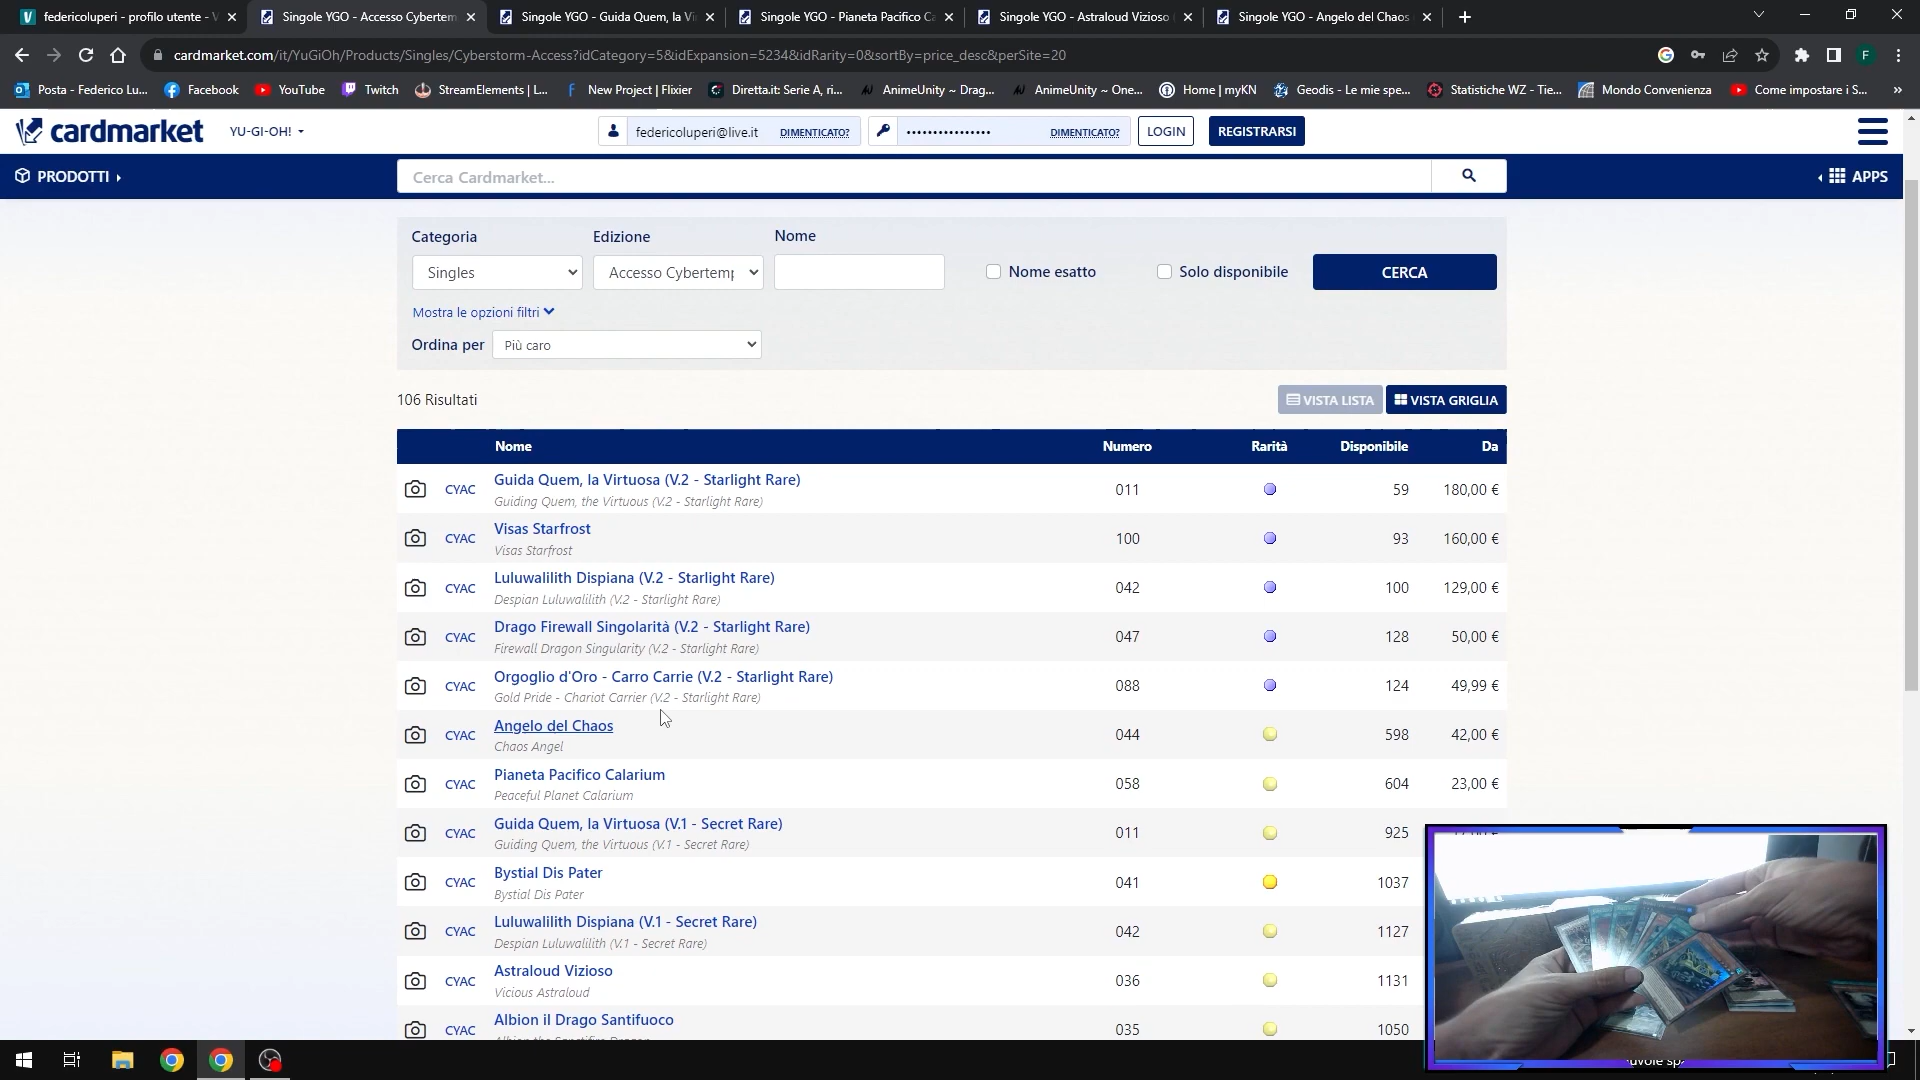 federicoluperi - profilo utente - V
Singole YGO - Accesso Cybertem
Singole YGO - Guida Quem, la Vi
Singole YGO - Pianeta Pacifico Ca
Singole YGO - Astraloud Vizioso
Singole YGO - Angelo del Chaos
cardmarket.com/it/YuGiOh/Products/Singles/Cyberstorm-Access?idCategory=5&idExpansion=5234&idRarity=0&sortBy=price_desc&perSite=20
F
Posta - Federico Lu...
Facebook
YouTube
Twitch
StreamElements | L...
New Project | Flixier
Diretta.it: Serie A, ri...
AnimeUnity ~ Drag...
AnimeUnity ~ One...
Home | myKN
Geodis - Le mie spe...
Statistiche WZ - Tie...
Mondo Convenienza
Come impostare i S...
»
cardmarket
YU-GI-OH!
federicoluperi@live.it
DIMENTICATO?
••••••••••••••••
DIMENTICATO?
LOGIN
REGISTRARSI
PRODOTTI
Cerca Cardmarket...
APPS
Categoria
Edizione
Nome
Singles
Accesso Cybertemp
Nome esatto
Solo disponibile
CERCA
Mostra le opzioni filtri
Ordina per
Più caro
106 Risultati
VISTA LISTA
VISTA GRIGLIA
Nome Numero Rarità Disponibile Da
CYAC Guida Quem, la Virtuosa (V.2 - Starlight Rare) 011 59 180,00 €
Guiding Quem, the Virtuous (V.2 - Starlight Rare)
CYAC Visas Starfrost 100 93 160,00 €
Visas Starfrost
CYAC Luluwalilith Dispiana (V.2 - Starlight Rare) 042 100 129,00 €
Despian Luluwalilith (V.2 - Starlight Rare)
CYAC Drago Firewall Singolarità (V.2 - Starlight Rare) 047 128 50,00 €
Firewall Dragon Singularity (V.2 - Starlight Rare)
CYAC Orgoglio d'Oro - Carro Carrie (V.2 - Starlight Rare) 088 124 49,99 €
Gold Pride - Chariot Carrier (V.2 - Starlight Rare)
CYAC Angelo del Chaos 044 598 42,00 €
Chaos Angel
CYAC Pianeta Pacifico Calarium 058 604 23,00 €
Peaceful Planet Calarium
CYAC Guida Quem, la Virtuosa (V.1 - Secret Rare) 011 925
Guiding Quem, the Virtuous (V.1 - Secret Rare)
CYAC Bystial Dis Pater 041 1037
Bystial Dis Pater
CYAC Luluwalilith Dispiana (V.1 - Secret Rare) 042 1127
Despian Luluwalilith (V.1 - Secret Rare)
CYAC Astraloud Vizioso 036 1131
Vicious Astraloud
CYAC Albion il Drago Santifuoco 035 1050